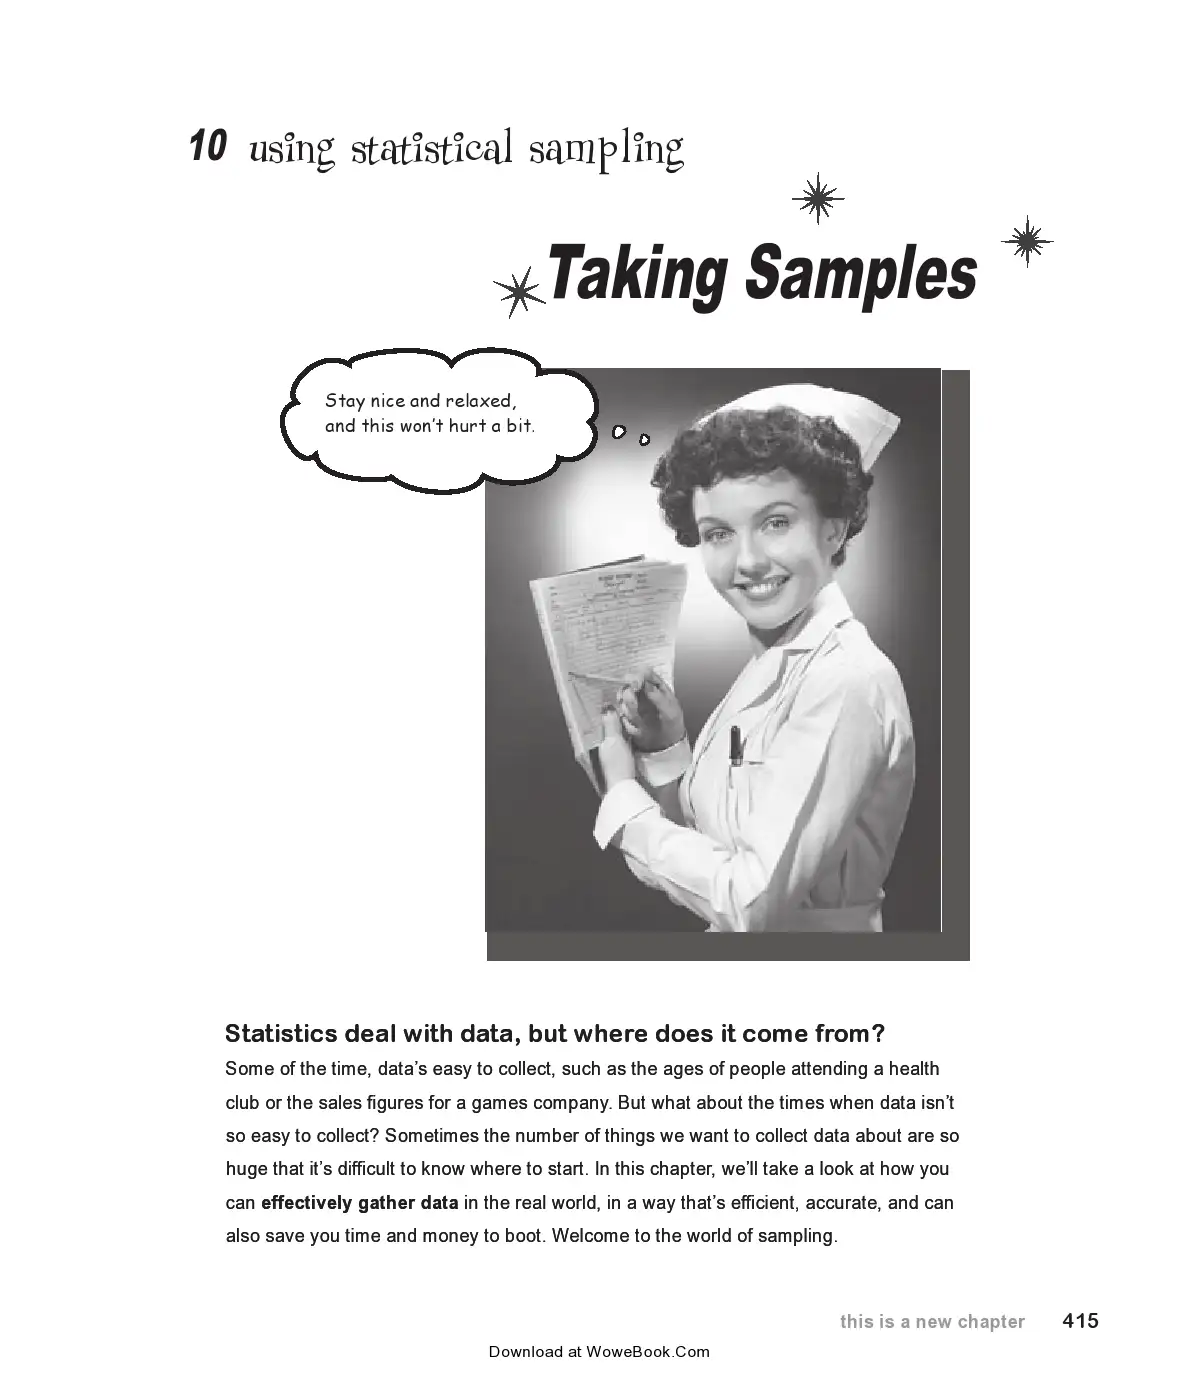 10 using statistical sampling
Taking Samples
Stay nice and relaxed,
and this won't hurt a bit.
Statistics deal with data, but where does it come from?
Some of the time, data's easy to collect, such as the ages of people attending a health
club or the sales figures for a games company. But what about the times when data isn't
so easy to collect? Sometimes the number of things we want to collect data about are so
huge that it's difficult to know where to start. In this chapter, we'll take a look at how you
can effectively gather data in the real world, in a way that's efficient, accurate, and can
also save you time and money to boot. Welcome to the world of sampling.
this is a new chapter 415
Download at WoweBook.Com